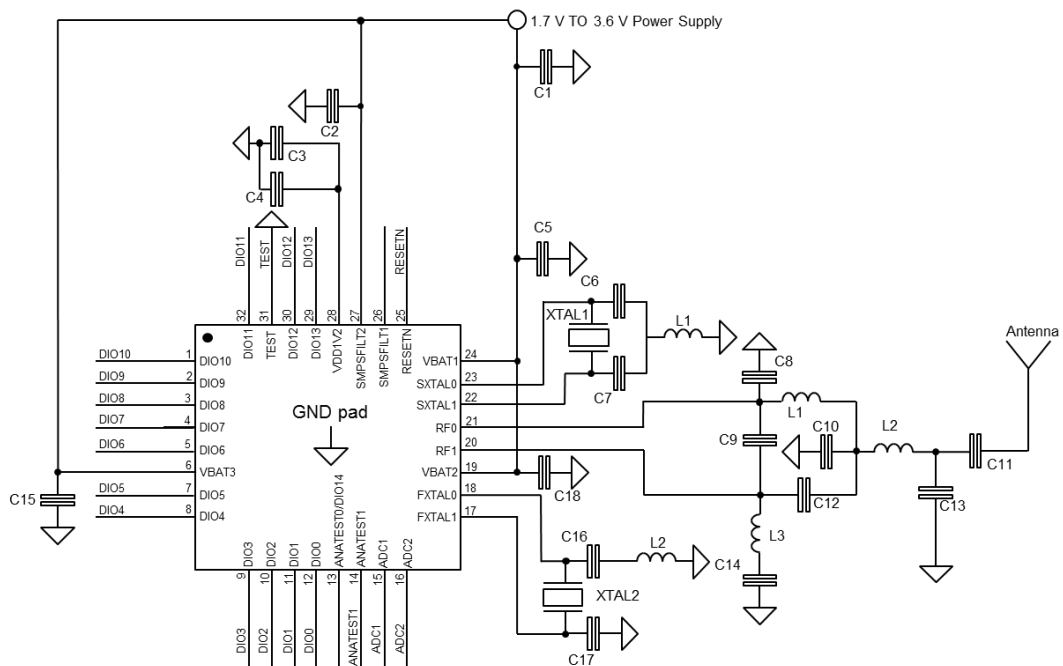 1.7 V TO 3.6 V Power Supply
C1
C2
C3
C4
C5
C6
DIO11
TEST
DIO12
DIO13
RESETN
32
31
30
29
28
27
26
25
DIO11
TEST
DIO12
DIO13
VDD1V2
SMPSFILT2
SMPSFILT1
RESETN
XTAL1
L1
C7
C8
Antenna
DIO10 1 DIO10
DIO9 2 DIO9
DIO8 3 DIO8
DIO7 4 DIO7
DIO6 5 DIO6
6 VBAT3
DIO5 7 DIO5
DIO4 8 DIO4
C15
GND pad
VBAT1 24
SXTAL0 23
SXTAL1 22
RF0 21
RF1 20
VBAT2 19
FXTAL0 18
FXTAL1 17
L1
C9
C10
L2
C11
C12
C13
C18
L3
C14
C16
L2
XTAL2
C17
DIO3
DIO2
DIO1
DIO0
ANATEST0/DIO14
ANATEST1
ADC1
ADC2
9
10
11
12
13
14
15
16
DIO3
DIO2
DIO1
DIO0
ANATEST1
ADC1
ADC2